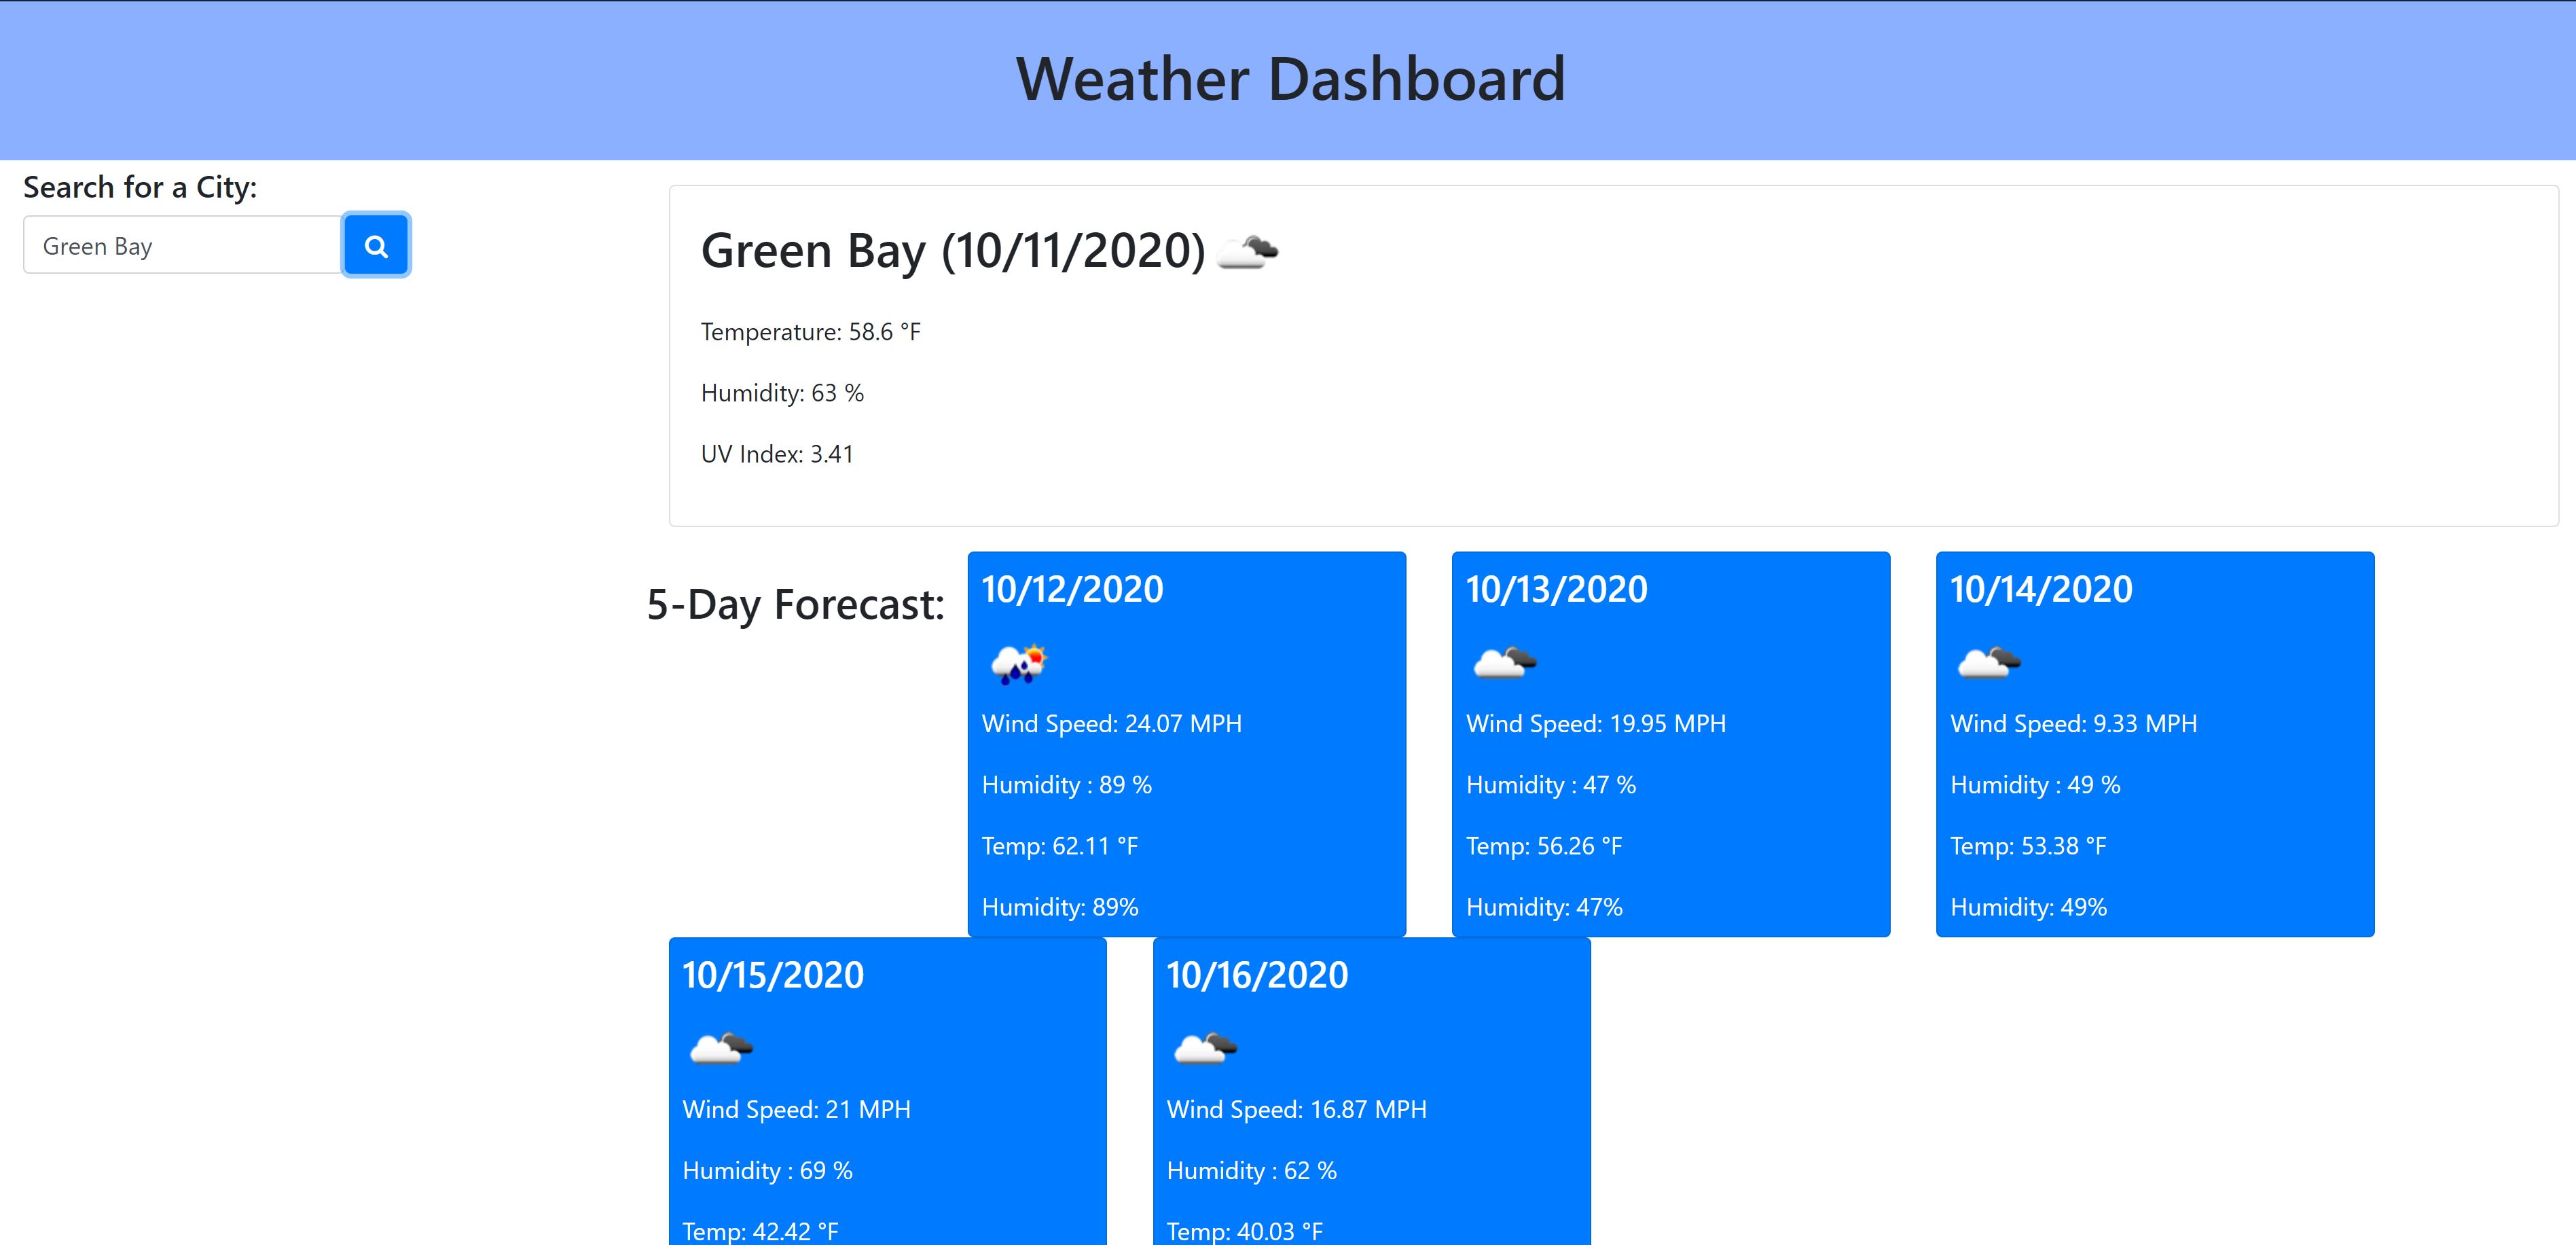 Weather Dashboard
Search for a City:
Green Bay
Green Bay (10/11/2020)
Temperature: 58.6 °F
Humidity: 63 %
UV Index: 3.41
5-Day Forecast:
10/12/2020
Wind Speed: 24.07 MPH
Humidity : 89 %
Temp: 62.11 °F
Humidity: 89%
10/13/2020
Wind Speed: 19.95 MPH
Humidity : 47 %
Temp: 56.26 °F
Humidity: 47%
10/14/2020
Wind Speed: 9.33 MPH
Humidity : 49 %
Temp: 53.38 °F
Humidity: 49%
10/15/2020
Wind Speed: 21 MPH
Humidity : 69 %
Temp: 42.42 °F
10/16/2020
Wind Speed: 16.87 MPH
Humidity : 62 %
Temp: 40.03 °F